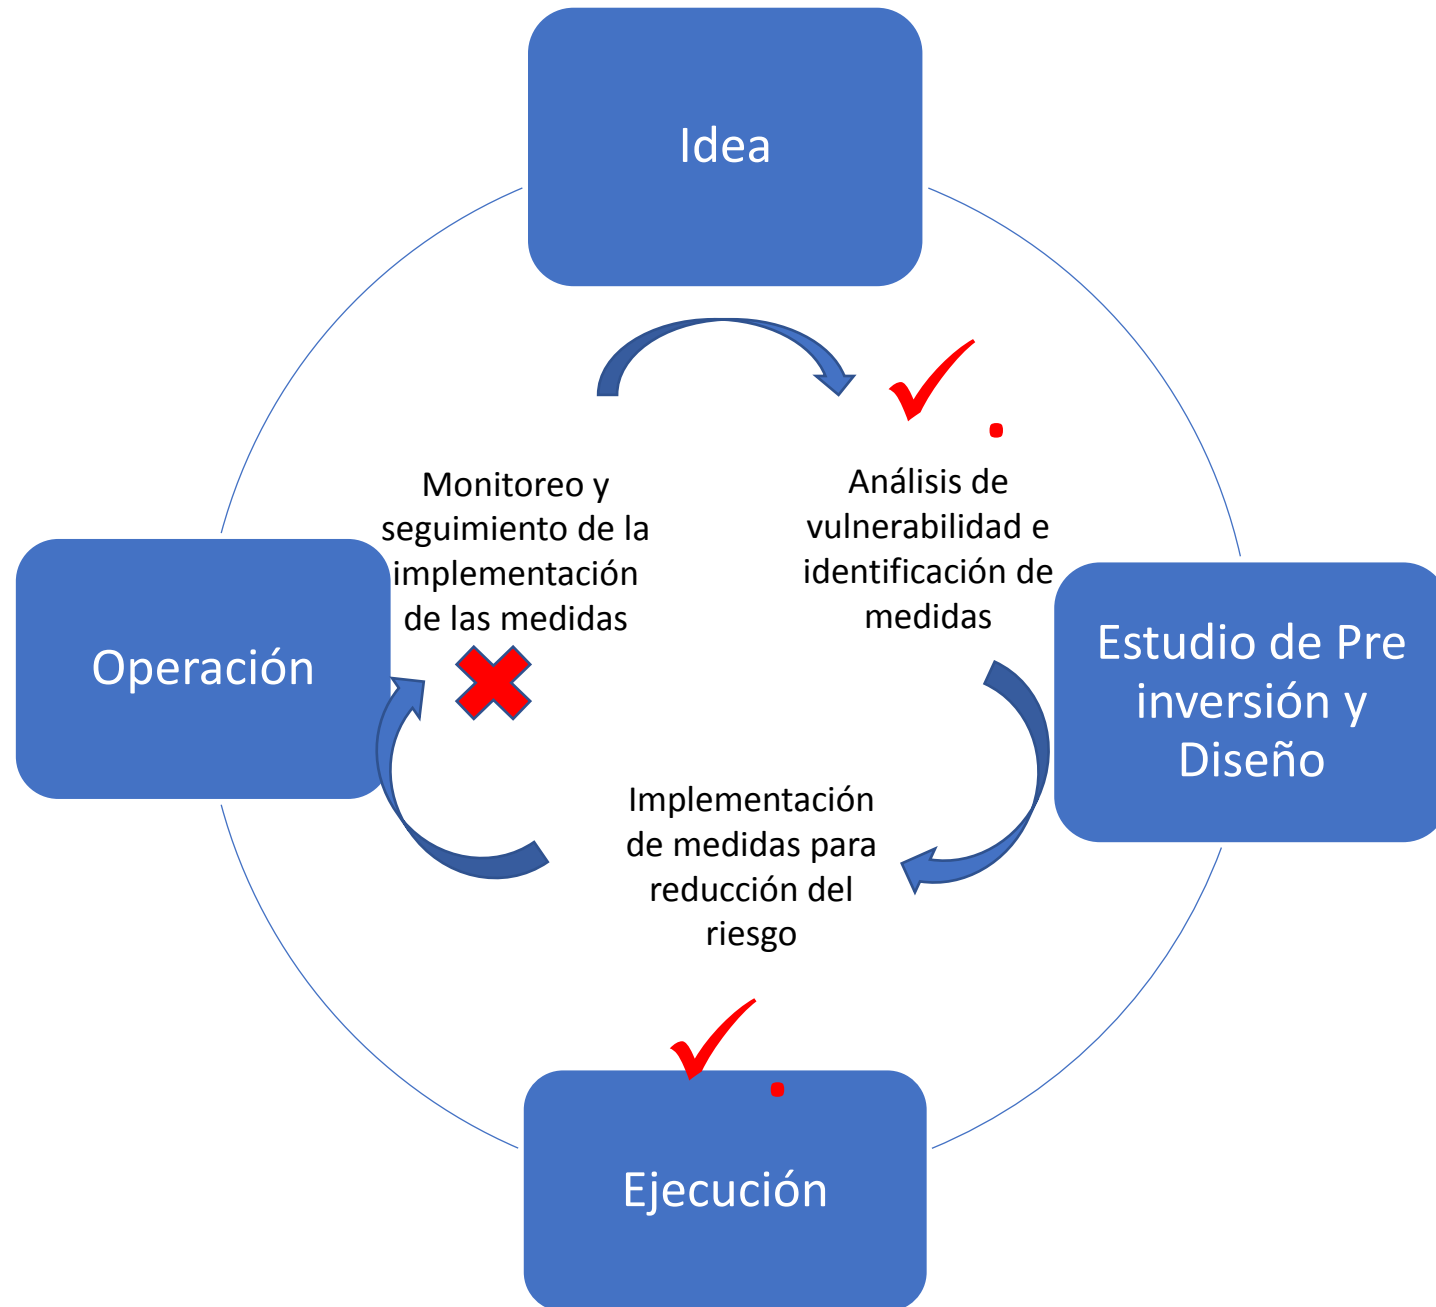 Idea
Análisis de
vulnerabilidad e
identificación de
medidas
Estudio de Pre
inversión y
Diseño
Implementación
de medidas para
reducción del
riesgo
Ejecución
Monitoreo y
seguimiento de la
implementación
de las medidas
Operación